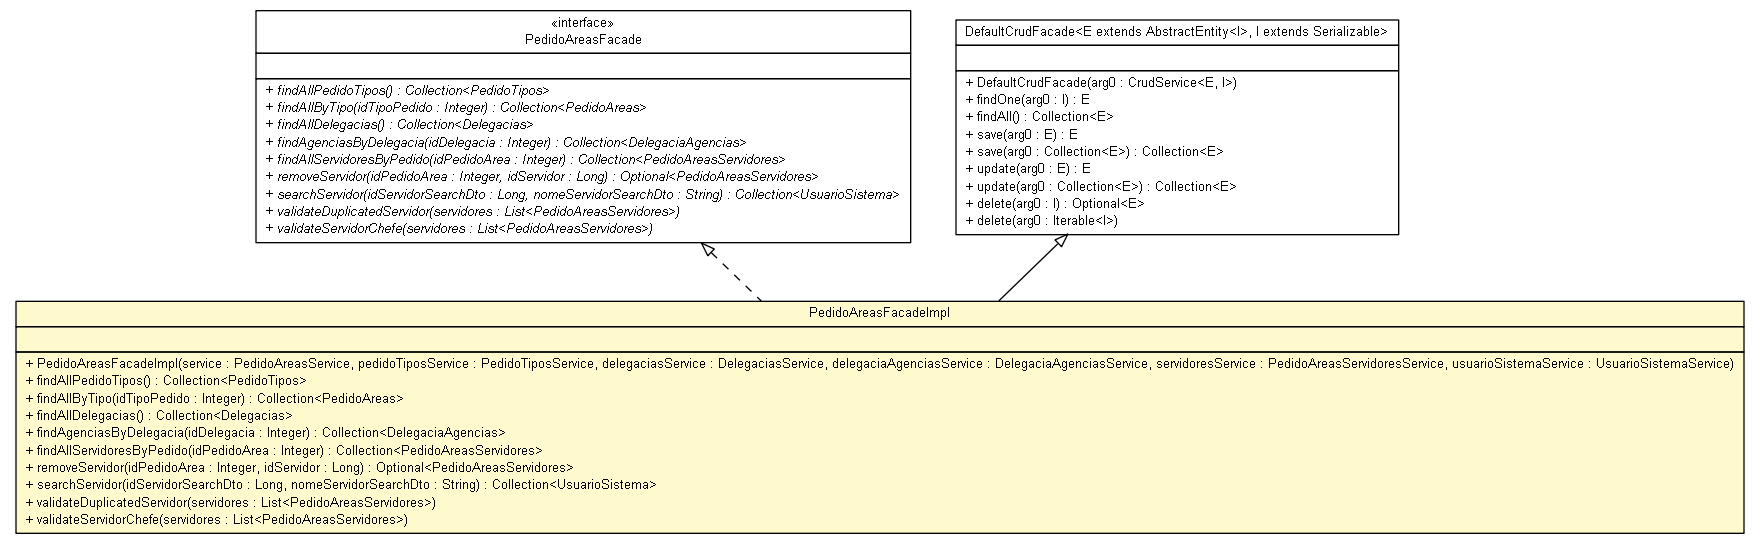 «interface»
PedidoAreasFacade
+ findAllPedidoTipos() : Collection<PedidoTipos>
+ findAllByTipo(idTipoPedido : Integer) : Collection<PedidoAreas>
+ findAllDelegacias() : Collection<Delegacias>
+ findAgenciasByDelegacia(idDelegacia : Integer) : Collection<DelegaciaAgencias>
+ findAllServidoresByPedido(idPedidoArea : Integer) : Collection<PedidoAreasServidores>
+ removeServidor(idPedidoArea : Integer, idServidor : Long) : Optional<PedidoAreasServidores>
+ searchServidor(idServidorSearchDto : Long, nomeServidorSearchDto : String) : Collection<UsuarioSistema>
+ validateDuplicatedServidor(servidores : List<PedidoAreasServidores>)
+ validateServidorChefe(servidores : List<PedidoAreasServidores>)
DefaultCrudFacade<E extends AbstractEntity<I>, I extends Serializable>
+ DefaultCrudFacade(arg0 : CrudService<E, I>)
+ findOne(arg0 : I) : E
+ findAll() : Collection<E>
+ save(arg0 : E) : E
+ save(arg0 : Collection<E>) : Collection<E>
+ update(arg0 : E) : E
+ update(arg0 : Collection<E>) : Collection<E>
+ delete(arg0 : I) : Optional<E>
+ delete(arg0 : Iterable<I>)
PedidoAreasFacadeImpl
+ PedidoAreasFacadeImpl(service : PedidoAreasService, pedidoTiposService : PedidoTiposService, delegaciasService : DelegaciasService, delegaciaAgenciasService : DelegaciaAgenciasService, servidoresService : PedidoAreasServidoresService, usuarioSistemaService : UsuarioSistemaService)
+ findAllPedidoTipos() : Collection<PedidoTipos>
+ findAllByTipo(idTipoPedido : Integer) : Collection<PedidoAreas>
+ findAllDelegacias() : Collection<Delegacias>
+ findAgenciasByDelegacia(idDelegacia : Integer) : Collection<DelegaciaAgencias>
+ findAllServidoresByPedido(idPedidoArea : Integer) : Collection<PedidoAreasServidores>
+ removeServidor(idPedidoArea : Integer, idServidor : Long) : Optional<PedidoAreasServidores>
+ searchServidor(idServidorSearchDto : Long, nomeServidorSearchDto : String) : Collection<UsuarioSistema>
+ validateDuplicatedServidor(servidores : List<PedidoAreasServidores>)
+ validateServidorChefe(servidores : List<PedidoAreasServidores>)